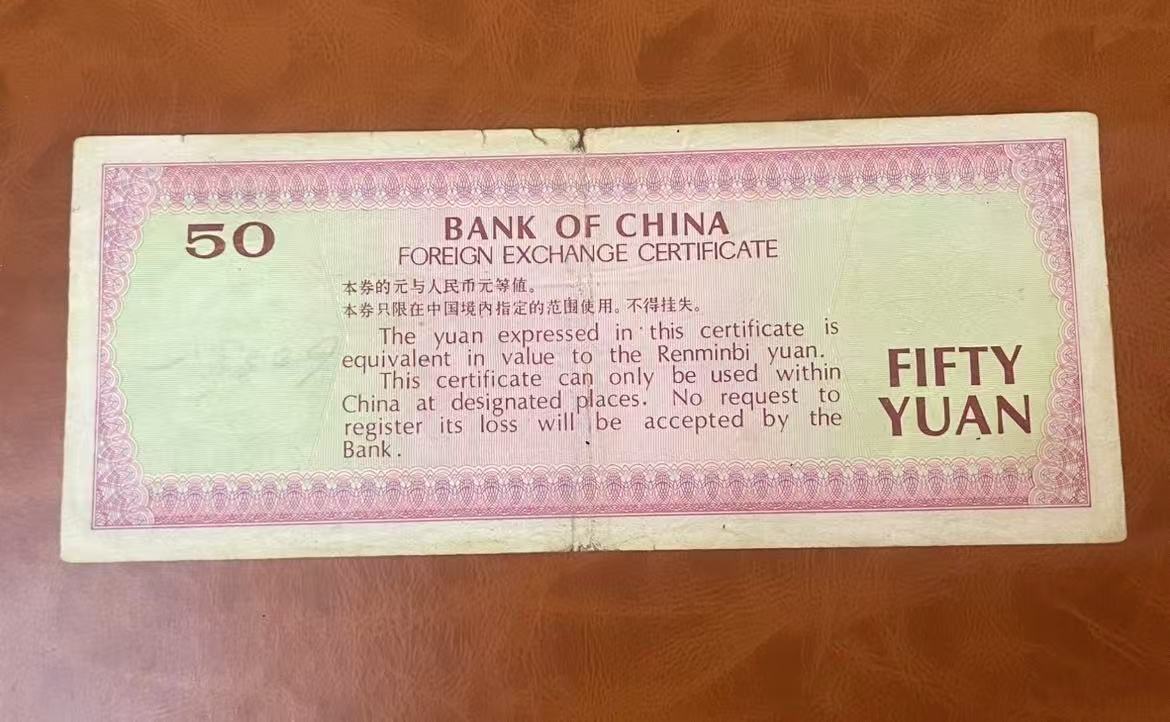 50
BANK OF CHINA
FOREIGN EXCHANGE CERTIFICATE
本券的元与人民币元等值。
本券只限在中国境内指定的范围使用。不得挂失。
The yuan expressed in this certificate is
equivalent in value to the Renminbi yuan.
This certificate can only be used within
China at designated places. No request to
register its loss will be accepted by the
Bank.
FIFTY
YUAN